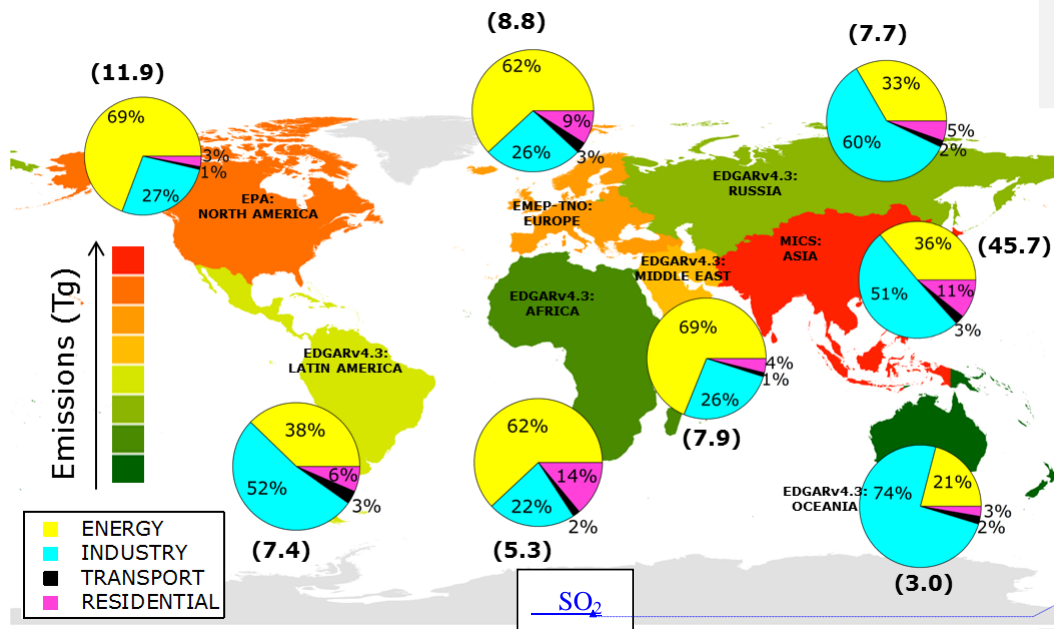 (8.8)
(7.7)
(11.9)
62%
9%
26%
3%
33%
5%
2%
60%
69%
3%
1%
27%
EPA:
NORTH AMERICA
EMEP-TNO:
EUROPE
EDGARv4.3:
RUSSIA
MICS:
ASIA
36%
(45.7)
11%
51%
3%
EDGARv4.3:
MIDDLE EAST
EDGARv4.3:
AFRICA
69%
4%
1%
26%
(7.9)
EDGARv4.3:
LATIN AMERICA
Emissions (Tg)
38%
6%
52%
3%
(7.4)
62%
14%
22%
2%
(5.3)
74%
21%
3%
2%
EDGARv4.3:
OCEANIA
(3.0)
ENERGY
INDUSTRY
TRANSPORT
RESIDENTIAL
SO₂